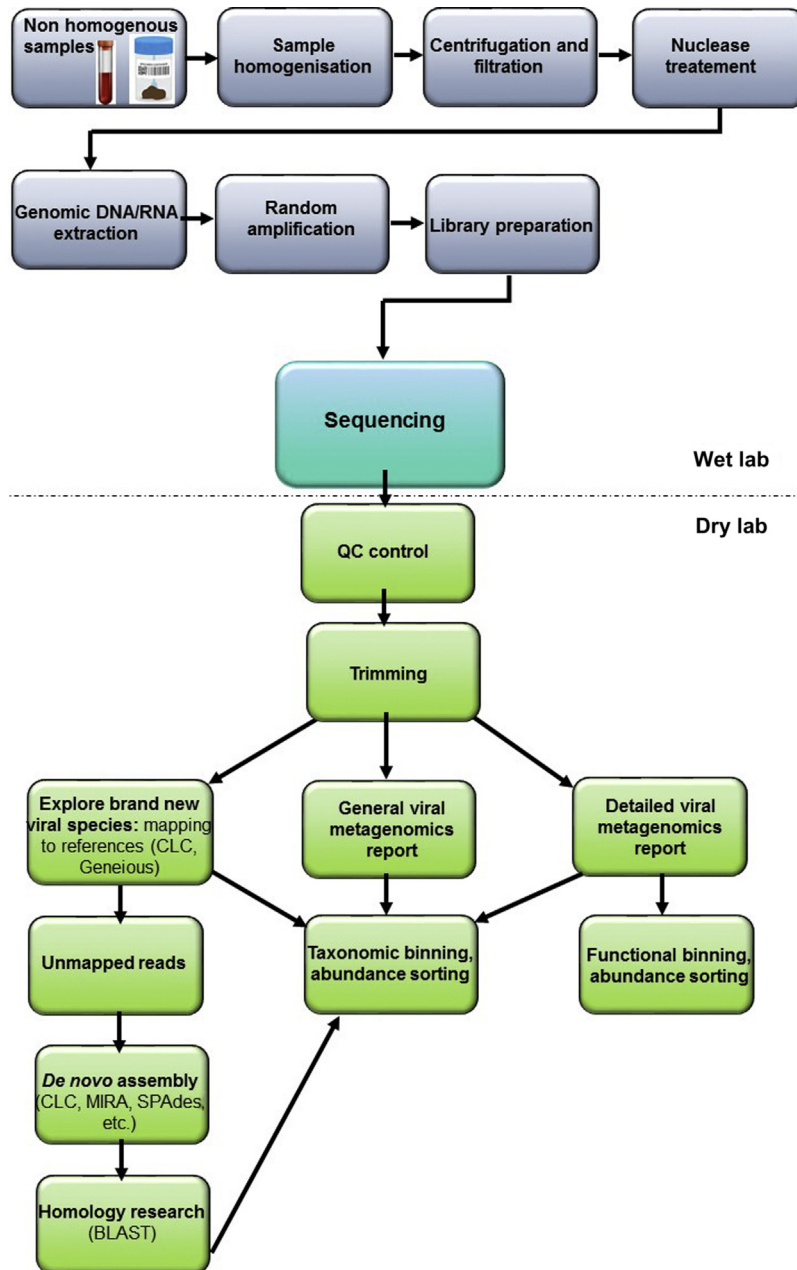 Non homogenous
samples
Sample
homogenisation
Centrifugation and
filtration
Nuclease
treatement
Genomic DNA/RNA
extraction
Random
amplification
Library preparation
Sequencing
Wet lab
Dry lab
QC control
Trimming
Explore brand new
viral species: mapping
to references (CLC,
Geneious)
General viral
metagenomics
report
Detailed viral
metagenomics
report
Unmapped reads
Taxonomic binning,
abundance sorting
Functional binning,
abundance sorting
De novo assembly
(CLC, MIRA, SPAdes,
etc.)
Homology research
(BLAST)